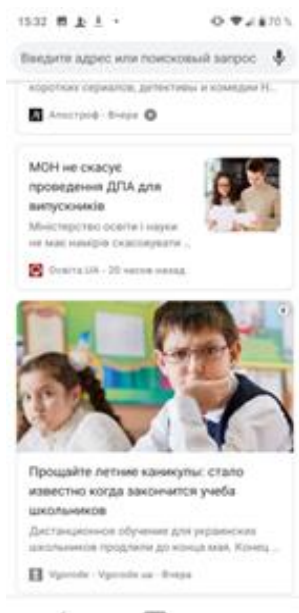 15:32
70 %
Введите адрес или поисковый запрос
коротких сериалов, детективы и комедии Н..
Апостроф - Вчера
МОН не скасує
проведення ДПА для
випускників
Міністерство освіти і науки
не має намірів скасовувати ..
Освіта.UA - 20 часов назад
Прощайте летние каникулы: стало
известно когда закончится учеба
школьников
Дистанционное обучение для украинских
школьников продлили до конца мая. Конец ...
Vgorode - Vgorode.ua - Вчера